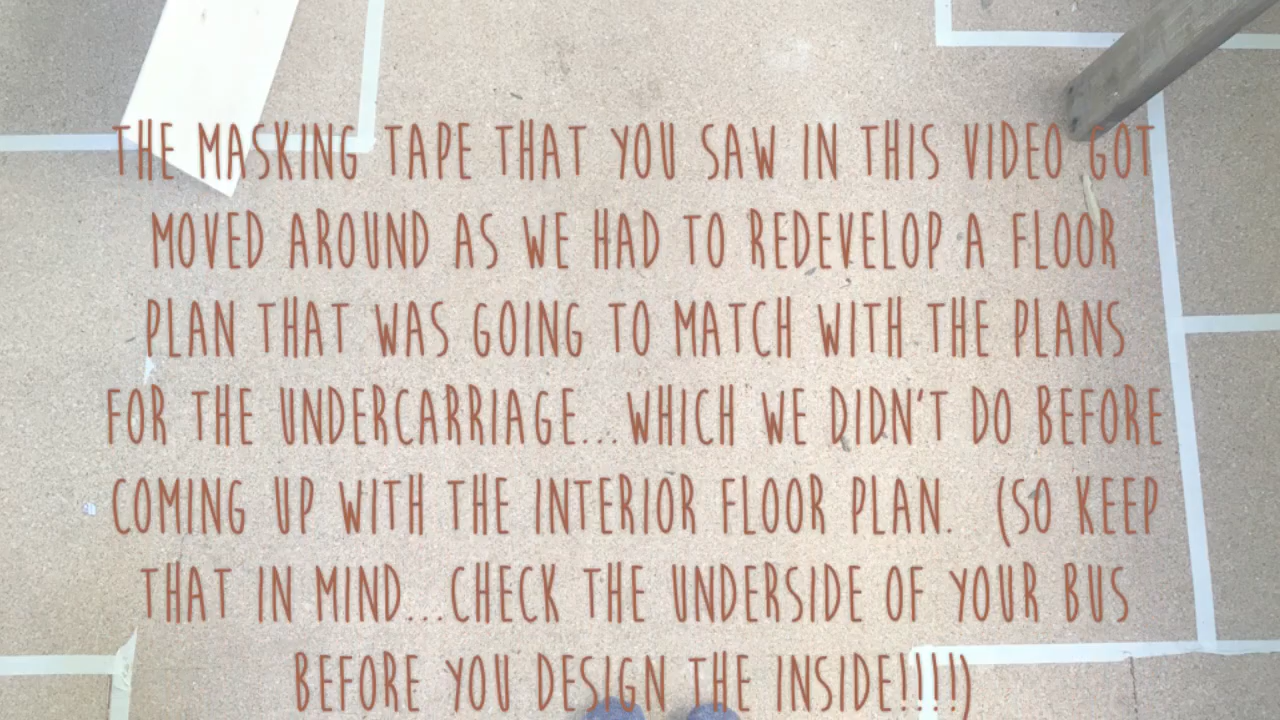 THE MASKING TAPE THAT YOU SAW IN THIS VIDEO GOT
MOVED AROUND AS WE HAD TO REDEVELOP A FLOOR
PLAN THAT WAS GOING TO MATCH WITH THE PLANS
FOR THE UNDERCARRIAGE...WHICH WE DIDN'T DO BEFORE
COMING UP WITH THE INTERIOR FLOOR PLAN. (SO KEEP
THAT IN MIND...CHECK THE UNDERSIDE OF YOUR BUS
BEFORE YOU DESIGN THE INSIDE!!!!)